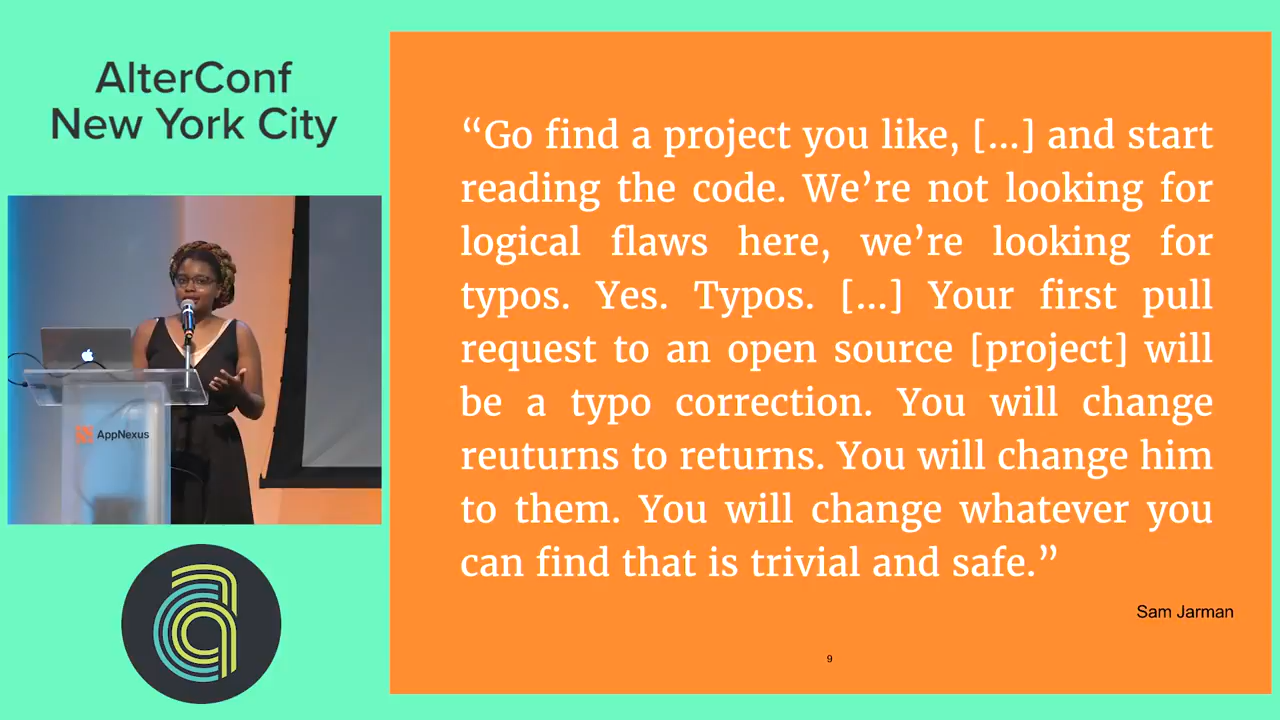 AlterConf
New York City
AppNexus
“Go find a project you like, [...] and start
reading the code. We’re not looking for
logical flaws here, we’re looking for
typos. Yes. Typos. [...] Your first pull
request to an open source [project] will
be a typo correction. You will change
reuturns to returns. You will change him
to them. You will change whatever you
can find that is trivial and safe.”
Sam Jarman
9